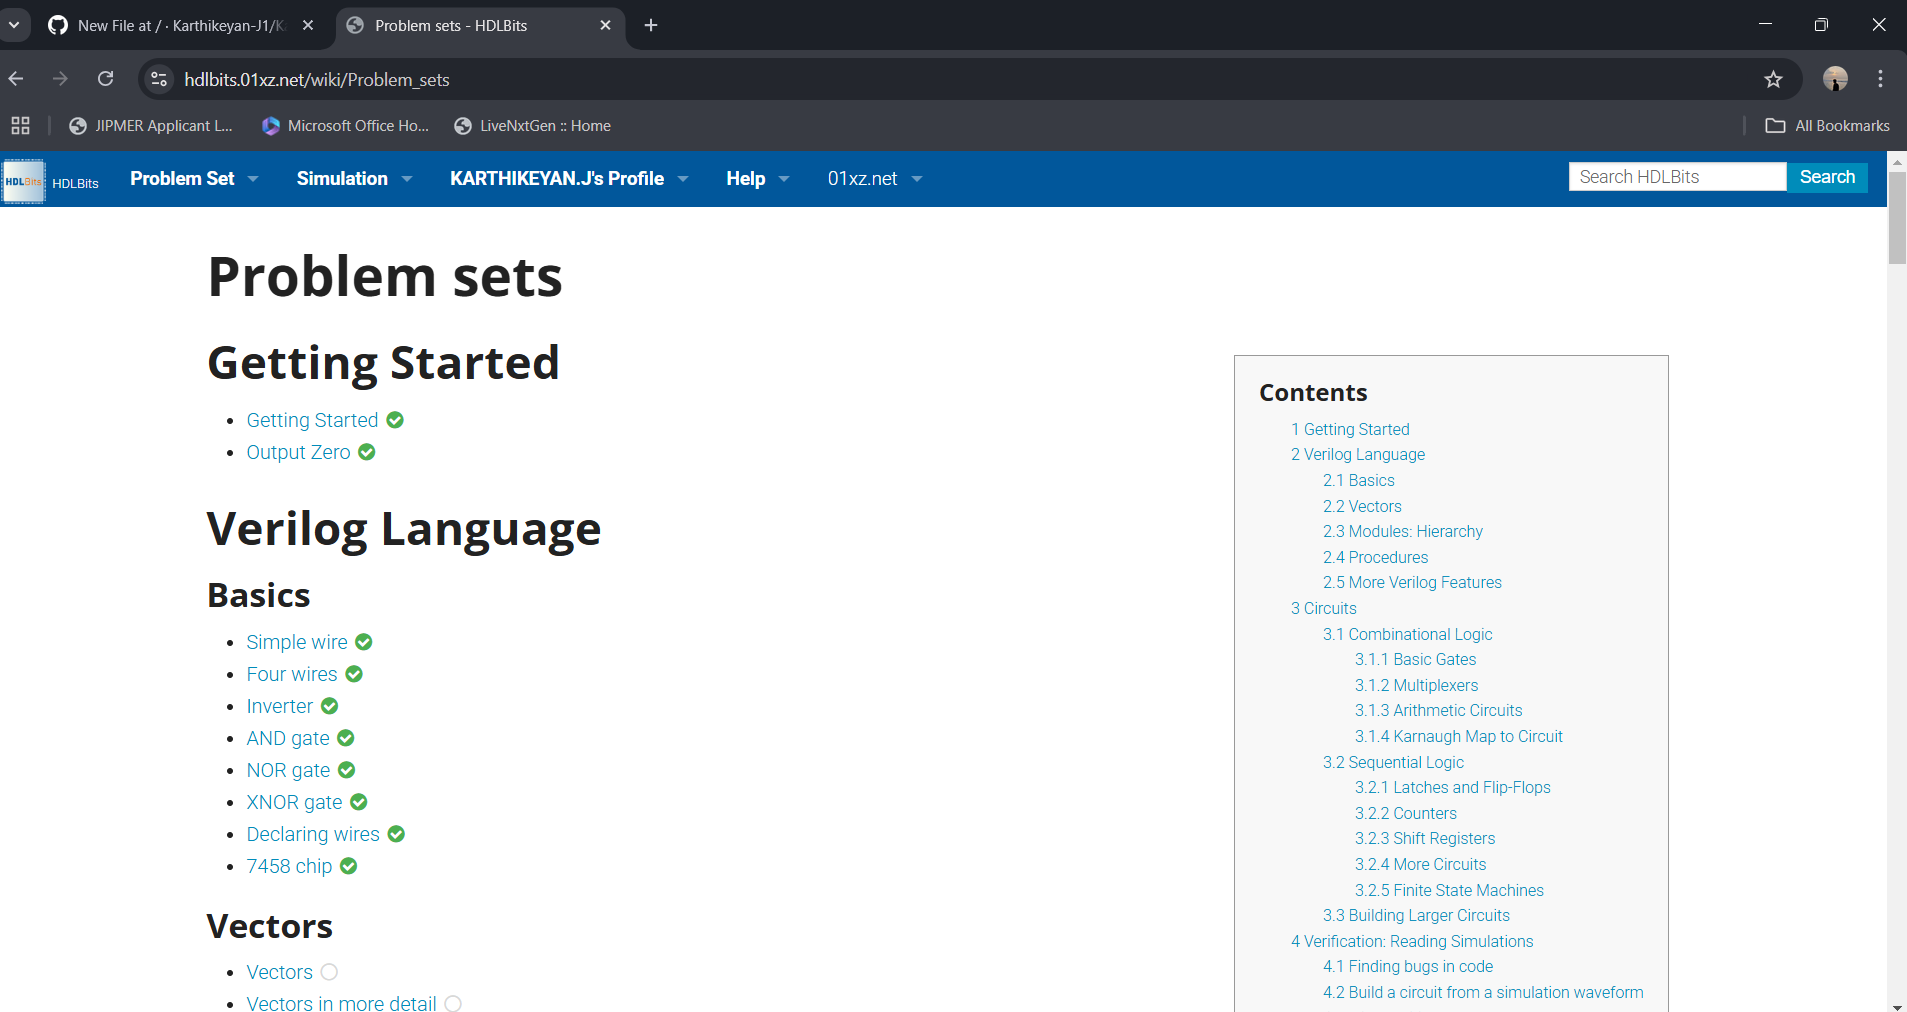 New File at / · Karthikeyan-J1/K
Problem sets - HDLBits
hdlbits.01xz.net/wiki/Problem_sets
JIPMER Applicant L...
Microsoft Office Ho...
LiveNxtGen :: Home
All Bookmarks
HDLBits
HDLBits
Problem Set
Simulation
KARTHIKEYAN.J's Profile
Help
01xz.net
Search HDLBits
Search
Problem sets
Getting Started
Getting Started
Output Zero
Verilog Language
Basics
Simple wire
Four wires
Inverter
AND gate
NOR gate
XNOR gate
Declaring wires
7458 chip
Vectors
Vectors
Vectors in more detail
Contents
1 Getting Started
2 Verilog Language
2.1 Basics
2.2 Vectors
2.3 Modules: Hierarchy
2.4 Procedures
2.5 More Verilog Features
3 Circuits
3.1 Combinational Logic
3.1.1 Basic Gates
3.1.2 Multiplexers
3.1.3 Arithmetic Circuits
3.1.4 Karnaugh Map to Circuit
3.2 Sequential Logic
3.2.1 Latches and Flip-Flops
3.2.2 Counters
3.2.3 Shift Registers
3.2.4 More Circuits
3.2.5 Finite State Machines
3.3 Building Larger Circuits
4 Verification: Reading Simulations
4.1 Finding bugs in code
4.2 Build a circuit from a simulation waveform